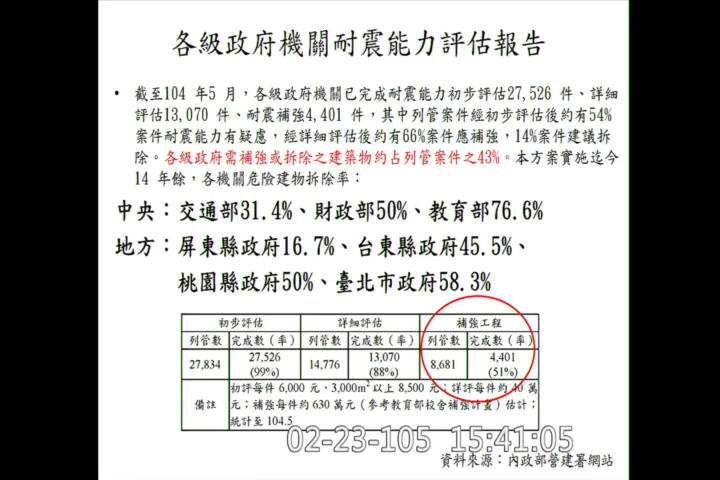 各級政府機關耐震能力評估報告
• 截至104 年5 月，各級政府機關已完成耐震能力初步評估27,526 件、詳細
評估13,070 件、耐震補強4,401 件，其中列管案件經初步評估後約有54%
案件耐震能力有疑慮，經詳細評估後約有66%案件應補強，14%案件建議拆
除。各級政府需補強或拆除之建築物約占列管案件之43%。本方案實施迄今
14 年餘，各機關危險建物拆除率：
中央：交通部31.4%、財政部50%、教育部76.6%
地方：屏東縣政府16.7%、台東縣政府45.5%、
桃園縣政府50%、臺北市政府58.3%
初步評估 詳細評估 補強工程
列管數 完成數（率） 列管數 完成數（率） 列管數 完成數（率）
27,834 27,526 (99%) 14,776 13,070 (88%) 8,681 4,401 (51%)
備註 初評每件 6,000 元，3,000m²以上 8,500 元；詳評每件約 40 萬
元；補強每件約 630 萬元（參考教育部校舍補強計畫）估計；
統計至 104.5
02-23-105 15:41:05
資料來源：內政部營建署網站